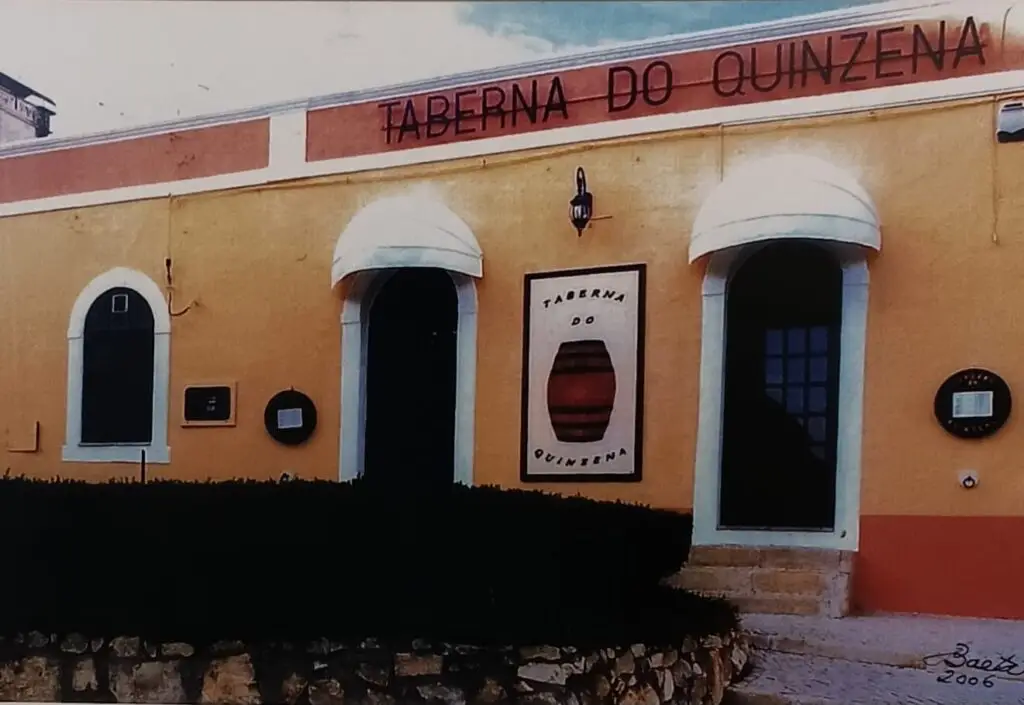 TABERNA DO QUINZENA
TABERNA
DO
QUINZENA
Baeta
2006